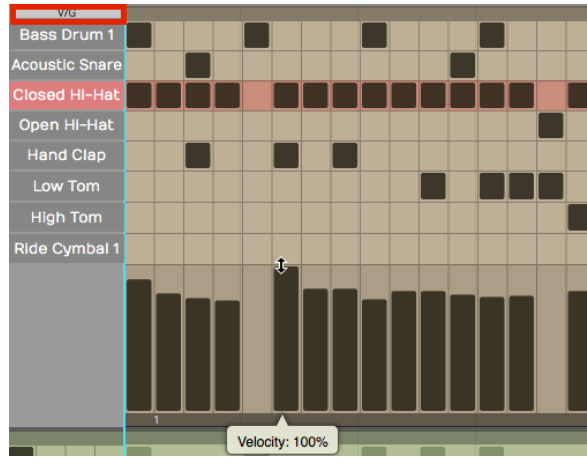 V/G
Bass Drum 1
Acoustic Snare
Closed Hi-Hat
Open Hi-Hat
Hand Clap
Low Tom
High Tom
Ride Cymbal 1
1
Velocity: 100%